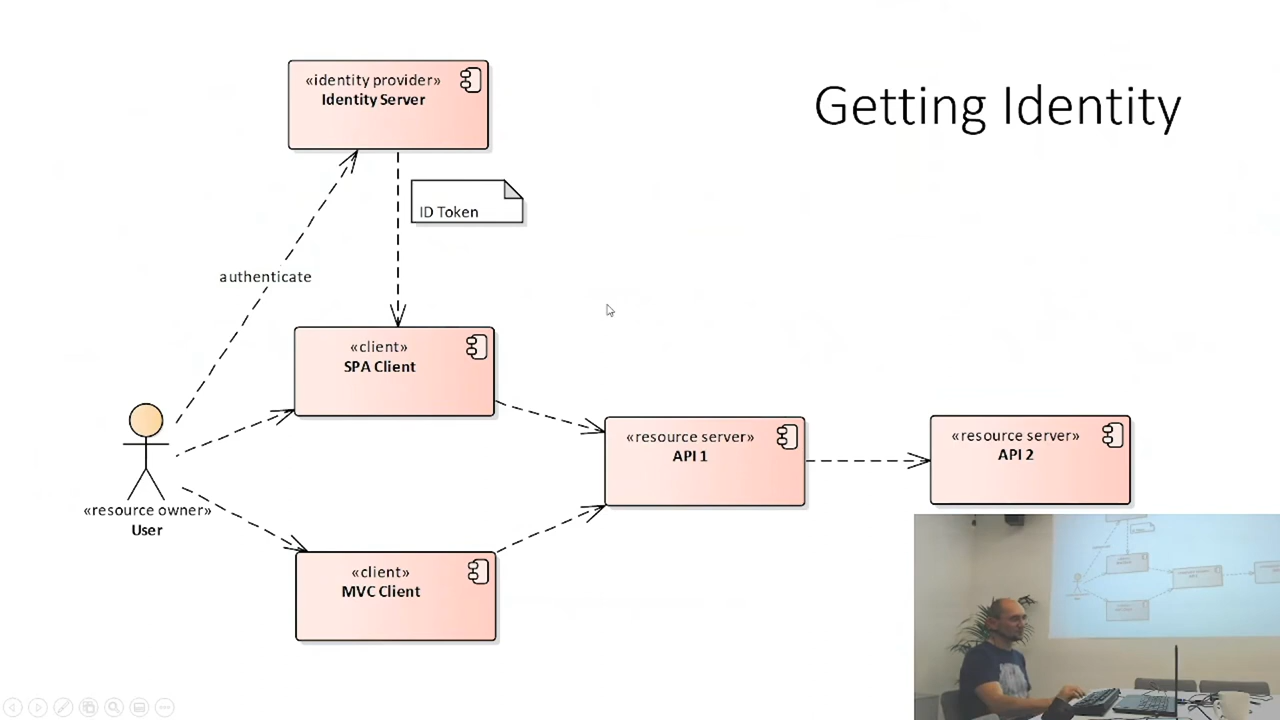 Getting Identity
«identity provider»
Identity Server
ID Token
authenticate
«client»
SPA Client
«resource server»
API 1
«resource server»
API 2
«resource owner»
User
«client»
MVC Client